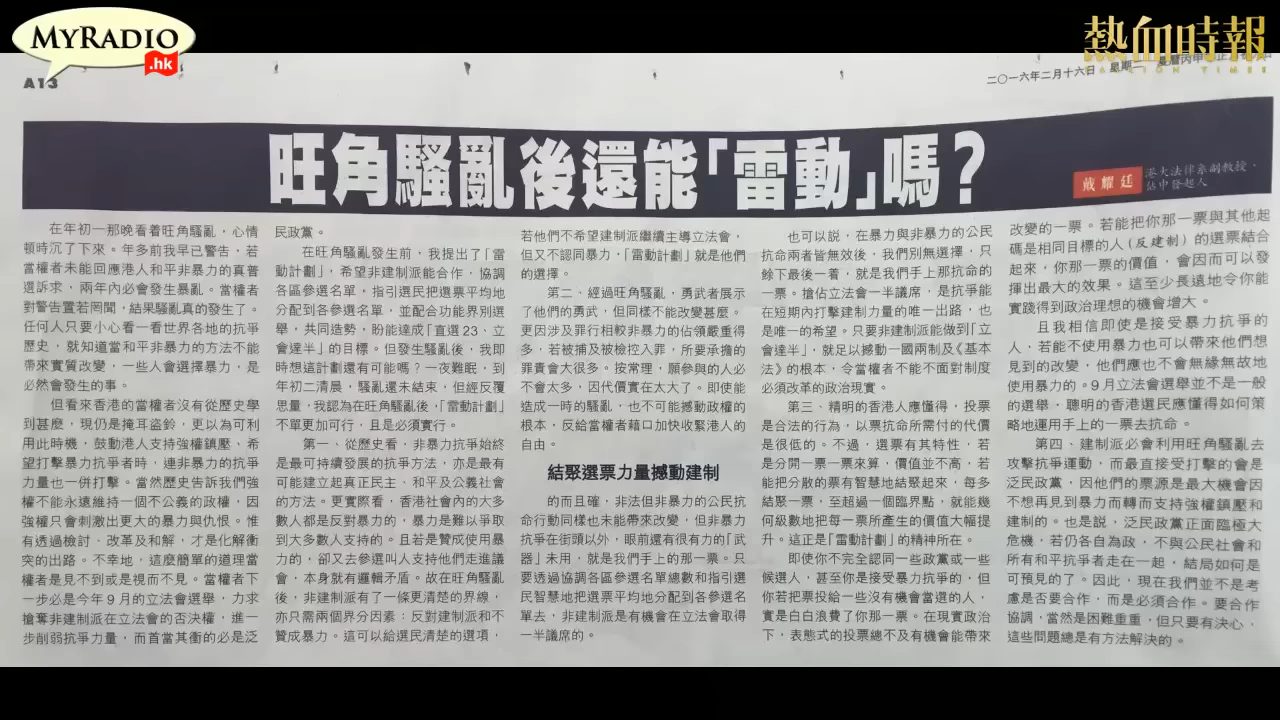 MYRADIO
.hk
熱血時報
PASSION TIMES
A13
二〇一六年二月十六日 星期二
旺角騷亂後還能「雷動」嗎？
戴耀廷
港大法律系副教授、
佔中發起人
在年初一那晚看着旺角騷亂，心情
頓時沉了下來。年多前我早已警告，若
當權者未能回應港人和平非暴力的真普
選訴求，兩年內必會發生暴亂。當權者
對警告置若罔聞，結果騷亂真的發生了。
任何人只要小心看一看世界各地的抗爭
歷史，就知道當和平非暴力的方法不能
帶來實質改變，一些人會選擇暴力，是
必然會發生的事。
但看來香港的當權者沒有從歷史學
到甚麼，現仍是掩耳盜鈴，更以為可利
用此時機，鼓動港人支持強權鎮壓、希
望打擊暴力抗爭者時，連非暴力的抗爭
力量也一併打擊。當然歷史告訴我們強
權不能永遠維持一個不公義的政權，因
強權只會刺激出更大的暴力與仇恨。惟
有透過檢討、改革及和解，才是化解衝
突的出路。不幸地，這麼簡單的道理當
權者是見不到或是視而不見。當權者下
一步必是今年9月的立法會選舉，力求
搶奪非建制派在立法會的否決權，進一
步削弱抗爭力量，而首當其衝的必是泛
民政黨。
在旺角騷亂發生前，我提出了「雷
動計劃」，希望非建制派能合作，協調
各區參選名單，指引選民把選票平均地
分配到各參選名單，並配合功能界別選
舉，共同造勢，盼能達成「直選23、立
會達半」的目標。但發生騷亂後，我即
時想這計劃還有可能嗎？一夜難眠，到
年初二清晨，騷亂還未結束，但經反覆
思量，我認為在旺角騷亂後，「雷動計劃」
不單更加可行，且是必須實行。
第一、從歷史看，非暴力抗爭始終
是最可持續發展的抗爭方法，亦是最有
可能建立起真正民主、和平及公義社會
的方法。更實際看，香港社會內的大多
數人都是反對暴力的，暴力是難以爭取
到大多數人支持的。且若是贊成使用暴
力的，卻又去參選叫人支持他們走進議
會，本身就有邏輯矛盾。故在旺角騷亂
後，非建制派有了一條更清楚的界線，
亦只需兩個界分因素：反對建制派和不
贊成暴力。這可以給選民清楚的選項，
若他們不希望建制派繼續主導立法會，
但又不認同暴力，「雷動計劃」就是他們
的選擇。
第二、經過旺角騷亂，勇武者展示
了他們的勇武，但同樣不能改變甚麼。
更因涉及罪行相較非暴力的佔領嚴重得
多，若被捕及被檢控入罪，所要承擔的
罪責會大很多。按常理，願參與的人必
不會太多，因代價實在太大了。即使能
造成一時的騷亂，也不可能撼動政權的
根本，反給當權者藉口加快收緊港人的
自由。
結聚選票力量撼動建制
的而且確，非法但非暴力的公民抗
命行動同樣也未能帶來改變，但非暴力
抗爭在街頭以外，眼前還有很有力的「武
器」未用，就是我們手上的那一票。只
要透過協調各區參選名單總數和指引選
民智慧地把選票平均地分配到各參選名
單去，非建制派是有機會在立法會取得
一半議席的。
也可以說，在暴力與非暴力的公民
抗命兩者皆無效後，我們別無選擇，只
餘下最後一着，就是我們手上那抗命的
一票。搶佔立法會一半議席，是抗爭能
在短期內打擊建制力量的唯一出路，也
是唯一的希望。只要非建制派能做到「立
會達半」，就足以撼動一國兩制及《基本
法》的根本，令當權者不能不面對制度
必須改革的政治現實。
第三、精明的香港人應懂得，投票
是合法的行為，以票抗命所需付的代價
是很低的。不過，選票有其特性，若
是分開一票一票來算，價值並不高，若
能把分散的票有智慧地結聚起來，每多
結聚一票，至超過一個臨界點，就能幾
何級數地把每一票所產生的價值大幅提
升。這正是「雷動計劃」的精神所在。
即使你不完全認同一些政黨或一些
候選人，甚至你是接受暴力抗爭的，但
你若把票投給一些沒有機會當選的人，
實是白白浪費了你那一票。在現實政治
下，表態式的投票總不及有機會能帶來
改變的一票。若能把你那一票與其他起
碼是相同目標的人(反建制)的選票結合
起來，你那一票的價值，會因而可以發
揮出最大的效果。這至少長遠地令你能
實踐得到政治理想的機會增大。
且我相信即使是接受暴力抗爭的
人，若能不使用暴力也可以帶來他們想
見到的改變，他們應也不會無緣無故地
使用暴力的。9月立法會選舉並不是一般
的選舉，聰明的香港選民應懂得如何策
略地運用手上的一票去抗命。
第四、建制派必會利用旺角騷亂去
攻擊抗爭運動，而最直接受打擊的會是
泛民政黨，因他們的票源是最大機會因
不想再見到暴力而轉而支持強權鎮壓和
建制的。也是說，泛民政黨正面臨極大
危機，若仍各自為政，不與公民社會和
所有和平抗爭者走在一起，結局如何是
可預見的了。因此，現在我們並不是考
慮是否要合作，而是必須合作。要合作
協調，當然是困難重重，但只要有決心，
這些問題總是有方法解決的。